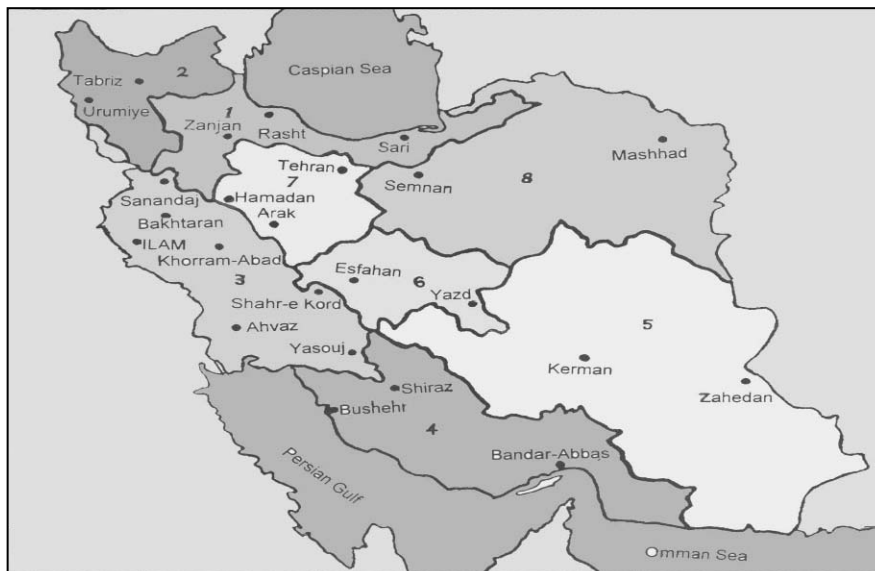 2
Tabriz
Caspian Sea
Urumiye
1
Zanjan
Rasht
Sari
Mashhad
Tehran
7
Semnan
8
Sanandaj
Hamadan
Arak
Bakhtaran
ILAM
Khorram-Abad
3
Esfahan
6
Yazd
Shahr-e Kord
5
Ahvaz
Yasouj
Kerman
Shiraz
Zahedan
Bushehr
4
Bandar-Abbas
Persian Gulf
Omman Sea